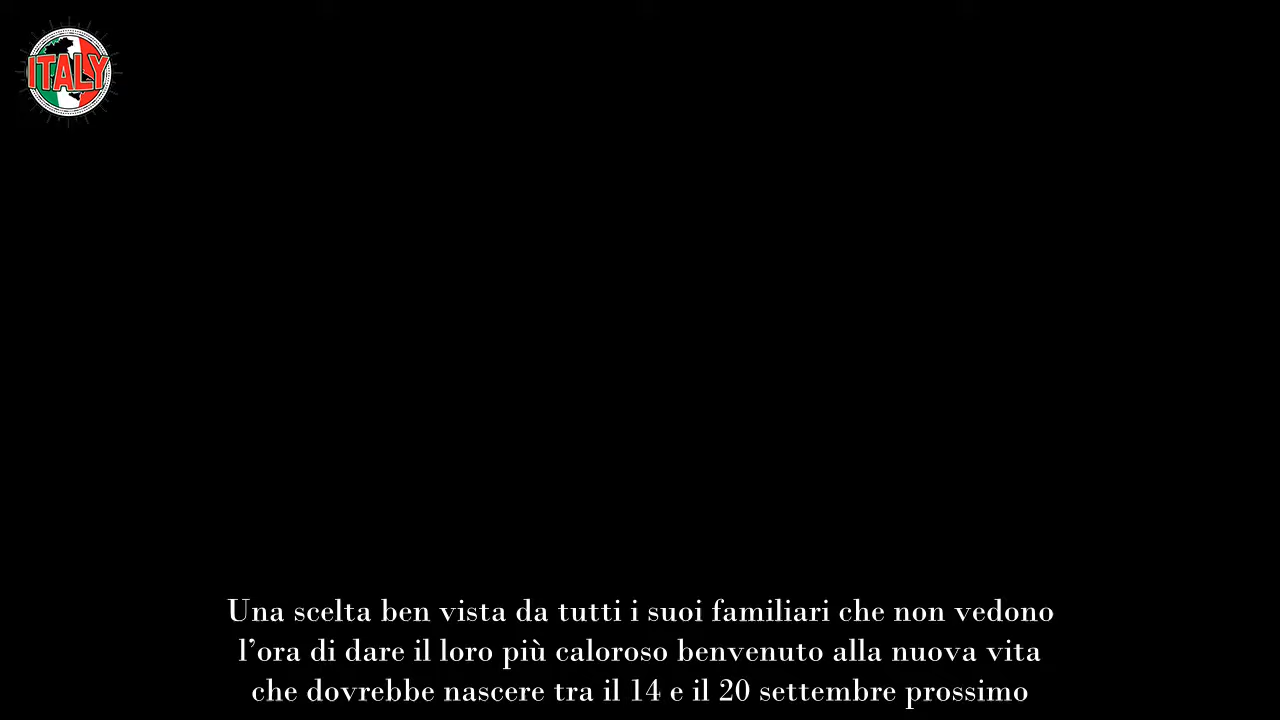 ITALY
Una scelta ben vista da tutti i suoi familiari che non vedono
l’ora di dare il loro più caloroso benvenuto alla nuova vita
che dovrebbe nascere tra il 14 e il 20 settembre prossimo